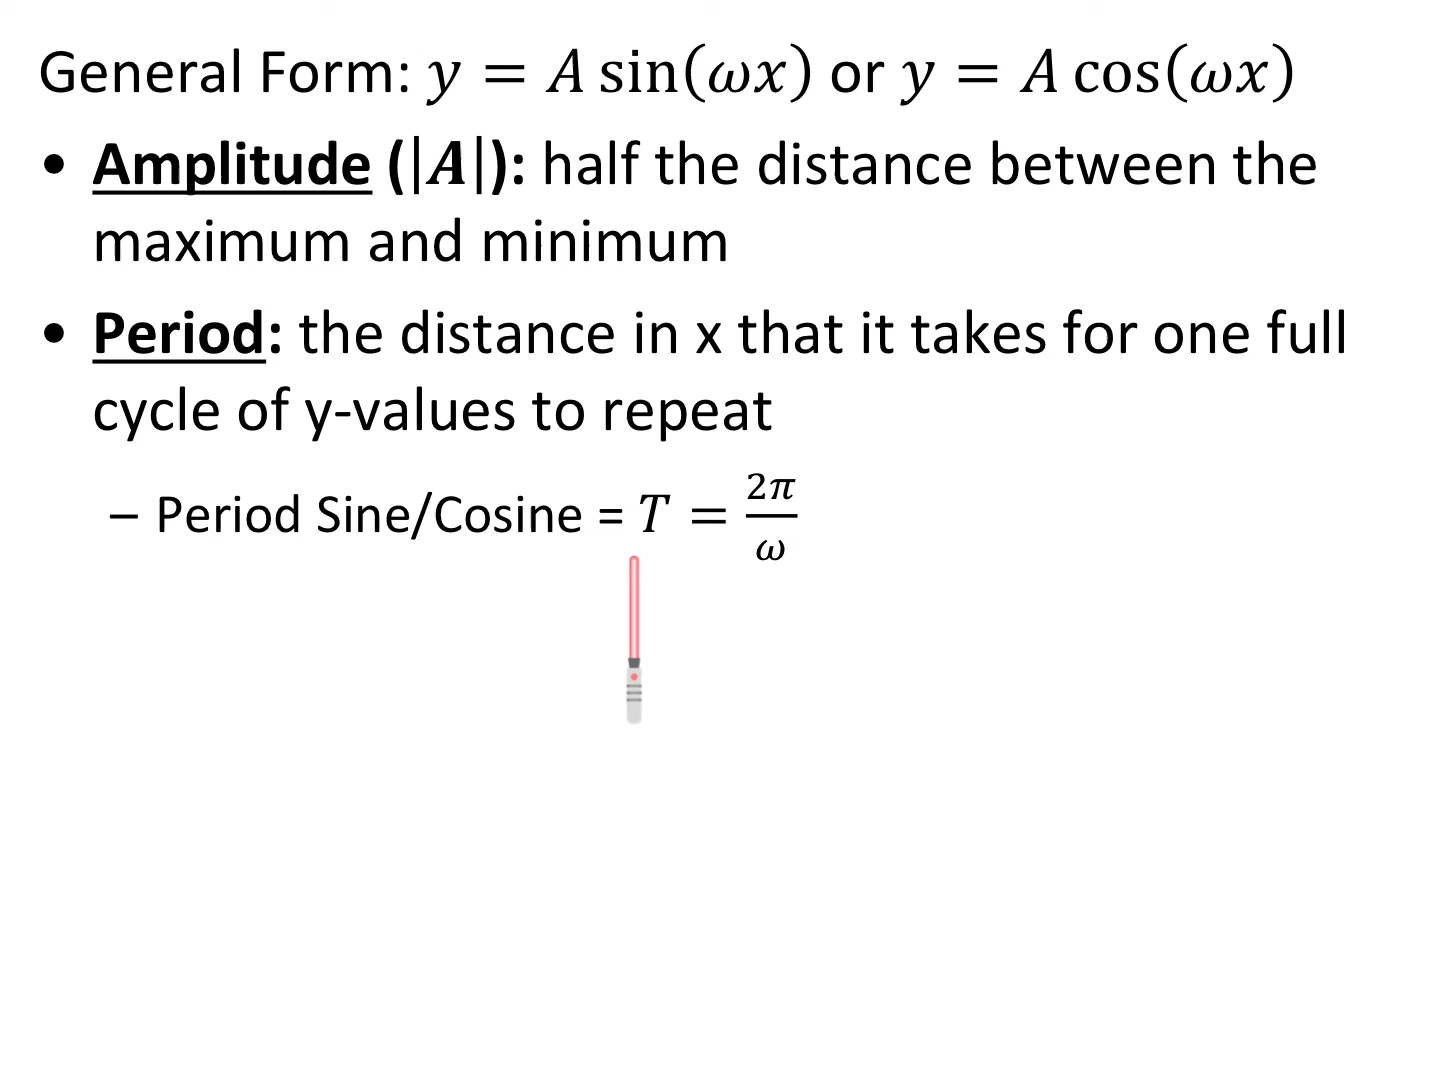 General Form: y = A sin(ωx) or y = A cos(ωx)
• Amplitude (|A|): half the distance between the
maximum and minimum
• Period: the distance in x that it takes for one full
cycle of y-values to repeat
– Period Sine/Cosine = T = 2π/ω